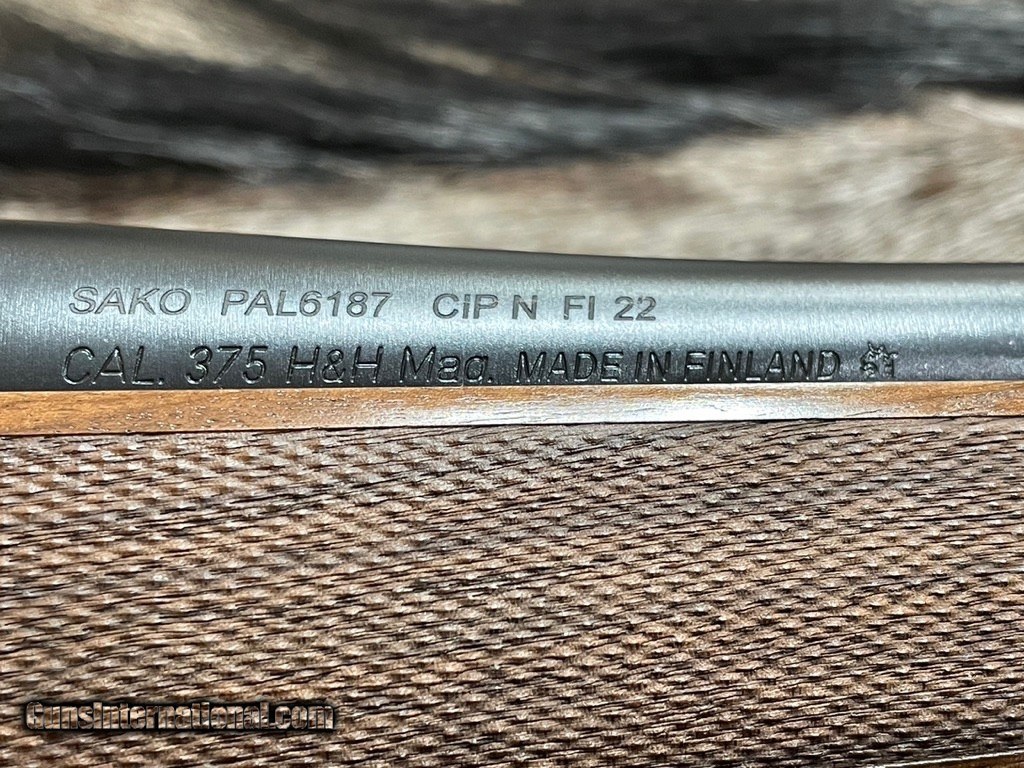 SAKO PAL6187 CIP N FI 22
CAL. 375 H&H Mag. MADE IN FINLAND
GunsInternational.com